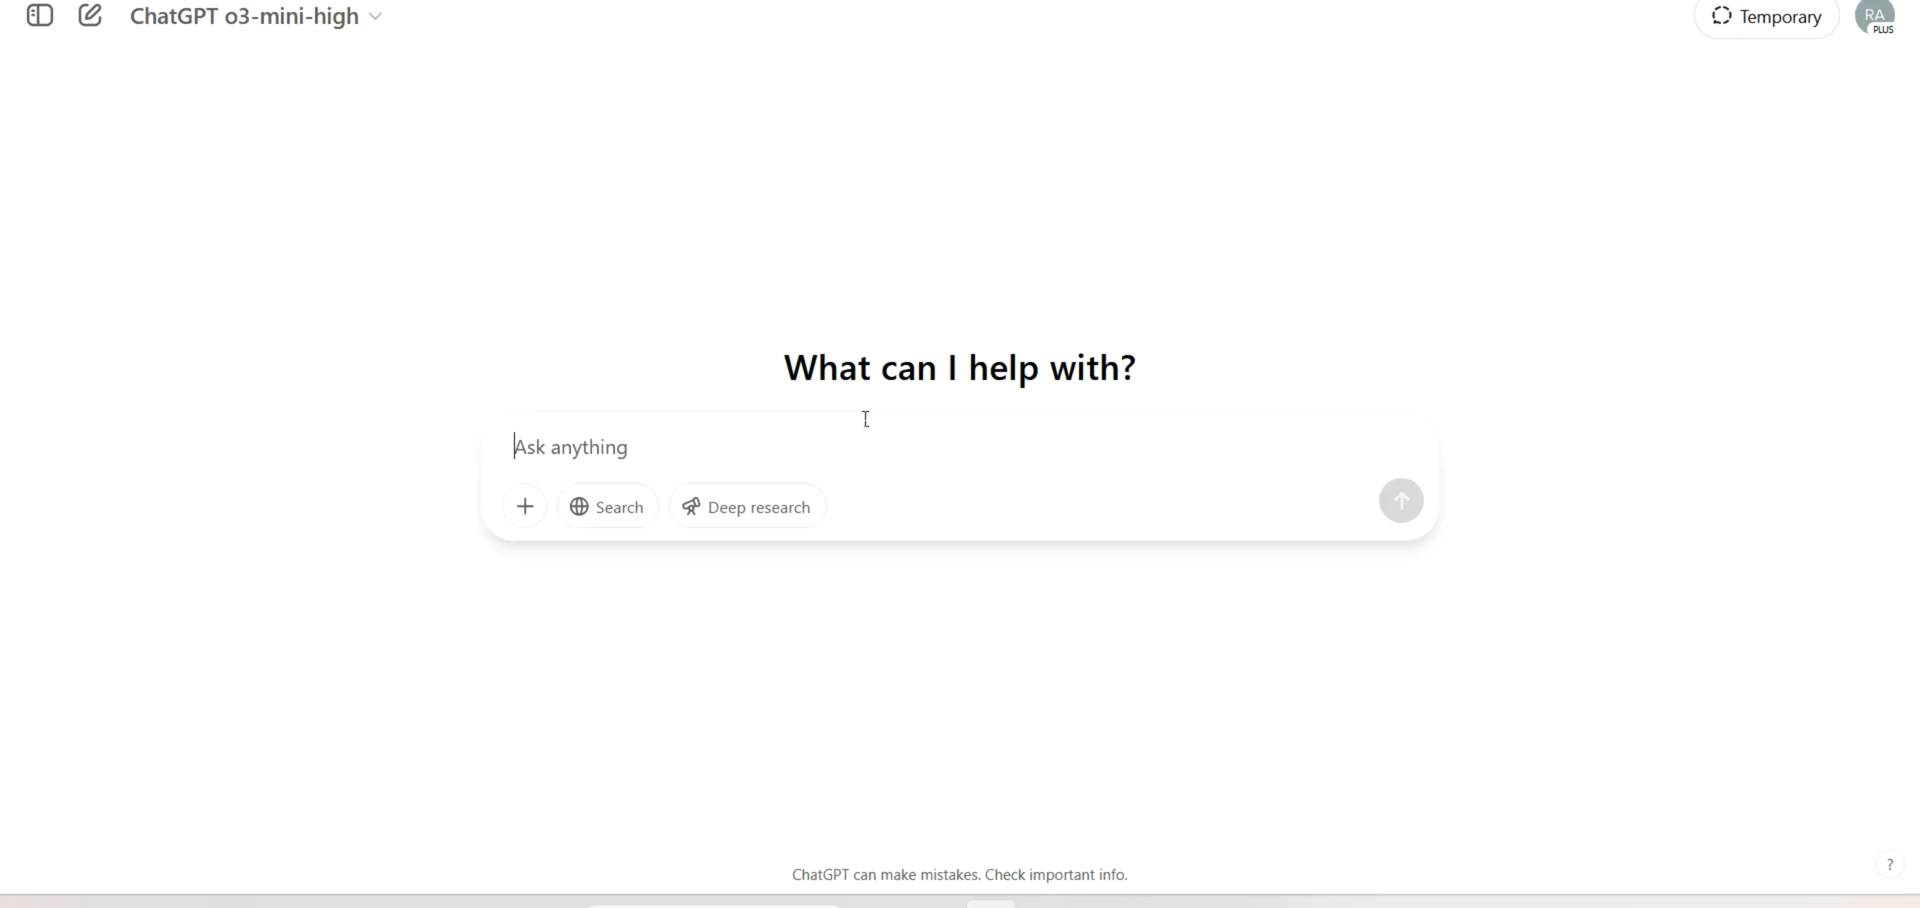 ChatGPT o3-mini-high
Temporary
RA
PLUS
What can I help with?
Ask anything
Search
Deep research
ChatGPT can make mistakes. Check important info.
?